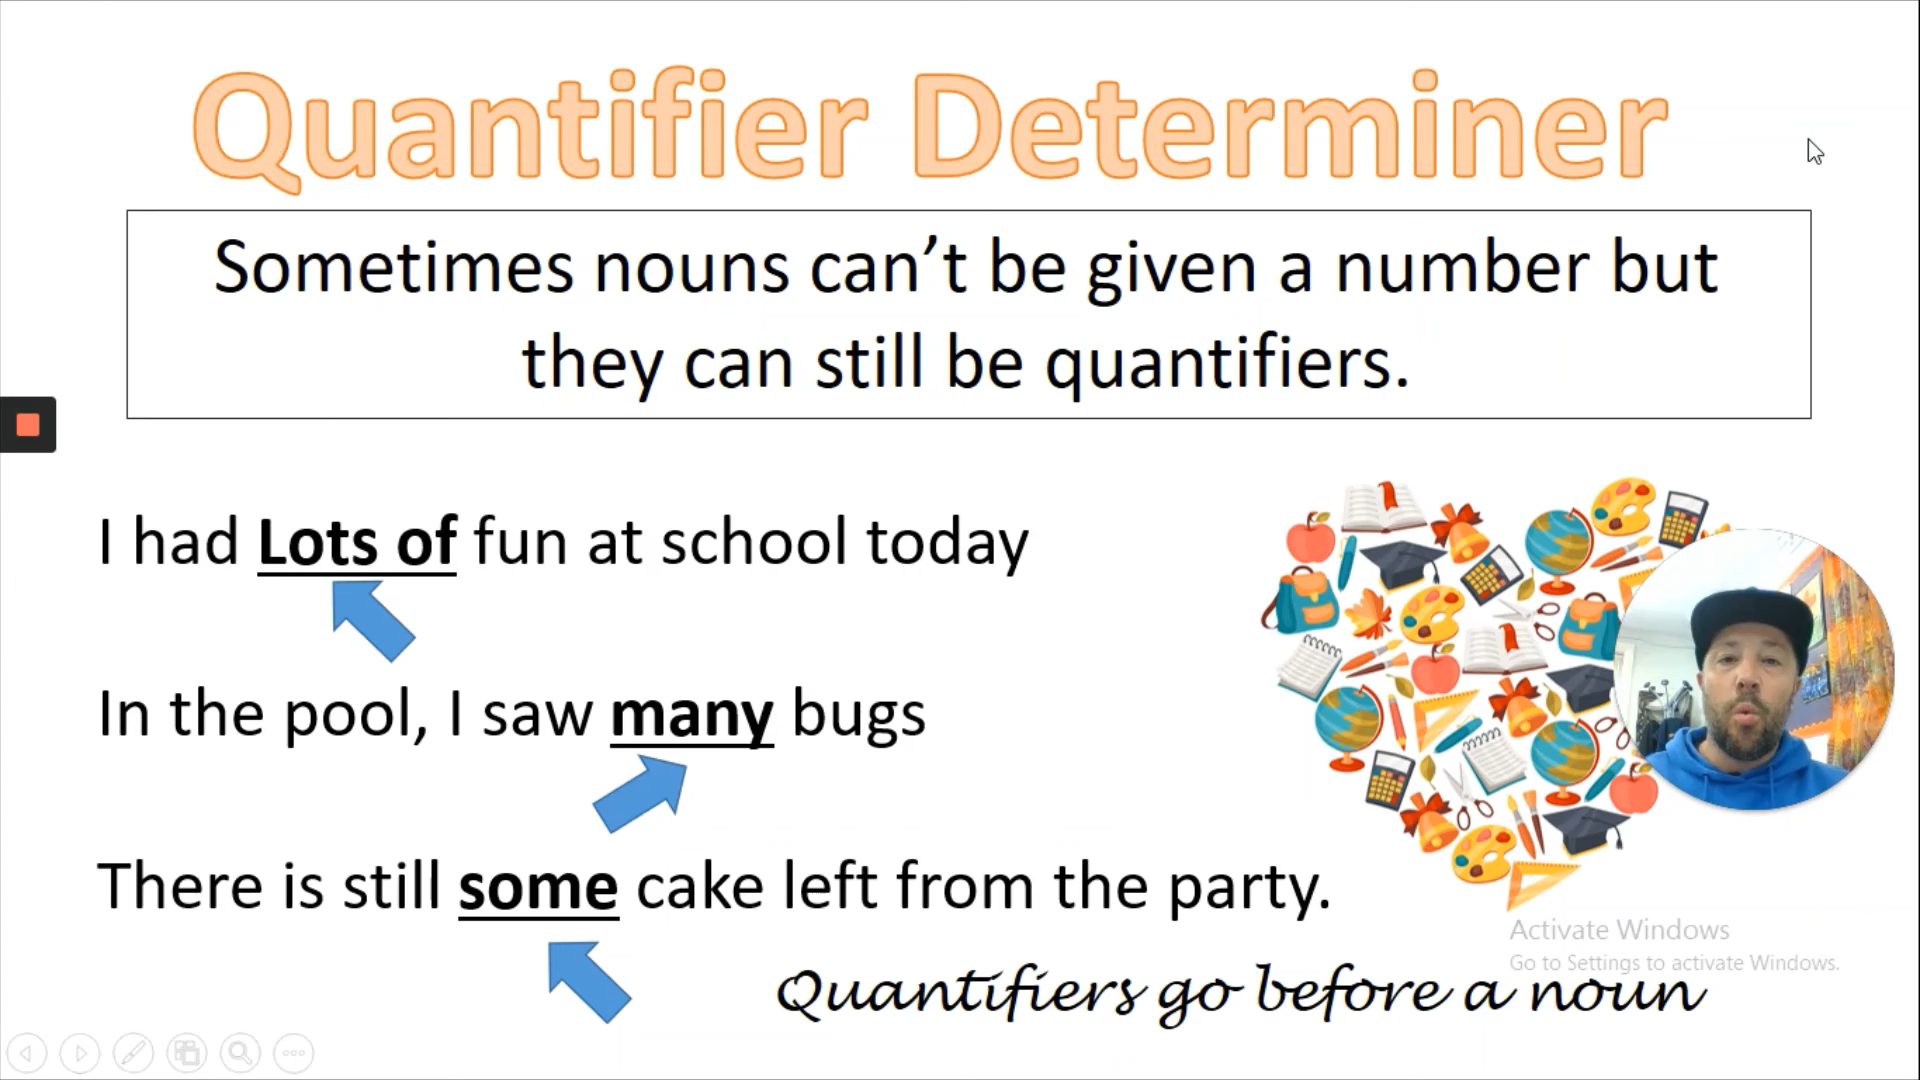 Quantifier Determiner
Sometimes nouns can’t be given a number but
they can still be quantifiers.
I had Lots of fun at school today
In the pool, I saw many bugs
There is still some cake left from the party.
Activate Windows
Go to Settings to activate Windows.
Quantifiers go before a noun